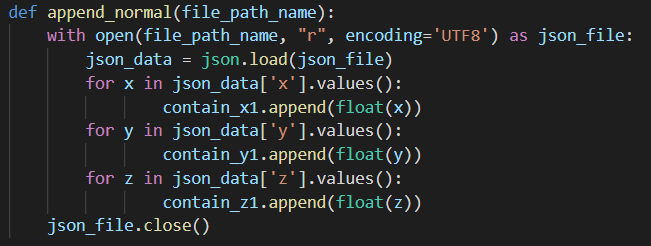 def append_normal(file_path_name):
    with open(file_path_name, "r", encoding='UTF8') as json_file:
        json_data = json.load(json_file)
        for x in json_data['x'].values():
                contain_x1.append(float(x))
        for y in json_data['y'].values():
                contain_y1.append(float(y))
        for z in json_data['z'].values():
                contain_z1.append(float(z))
    json_file.close()